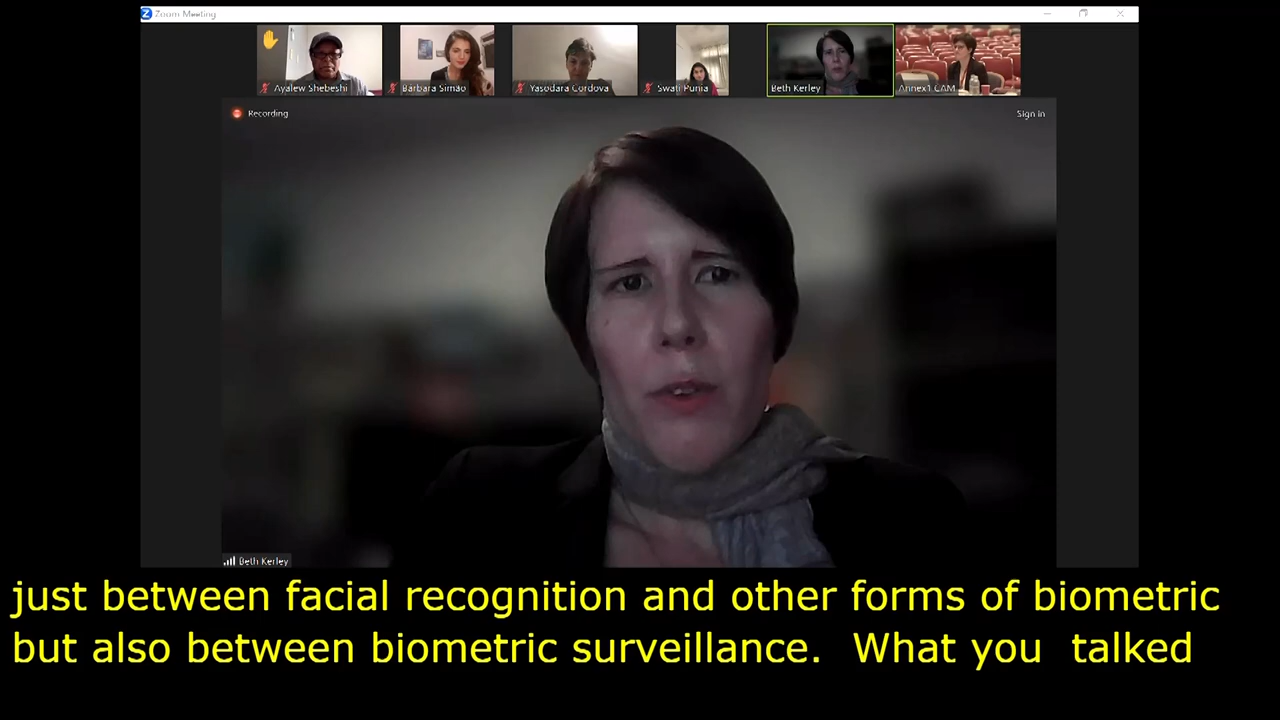 Zoom Meeting
Ayalew Shebeshi
Bárbara Simão
Yasodara Cordova
Swati Punia
Beth Kerley
Annex1 CAM
Recording
Sign in
Beth Kerley
just between facial recognition and other forms of biometric
but also between biometric surveillance. What you talked